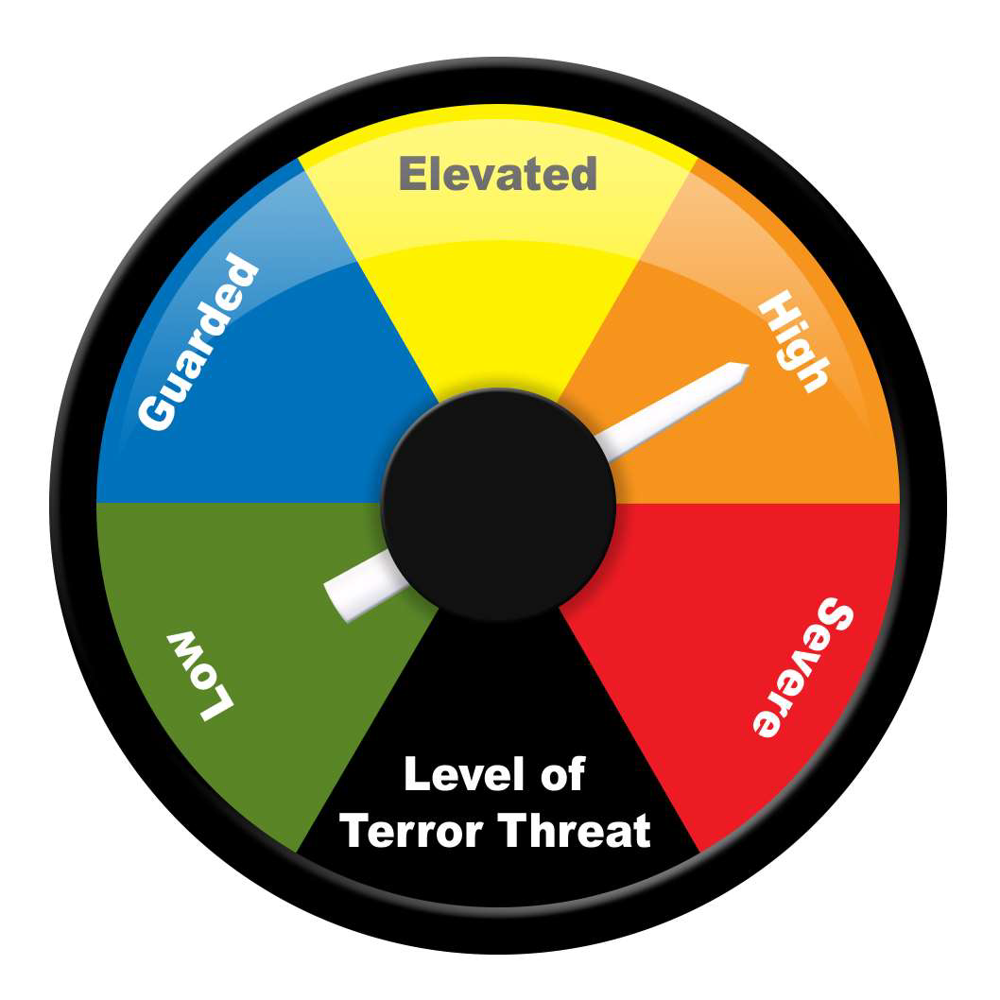 Elevated
Guarded
High
Low
Severe
Level of
Terror Threat